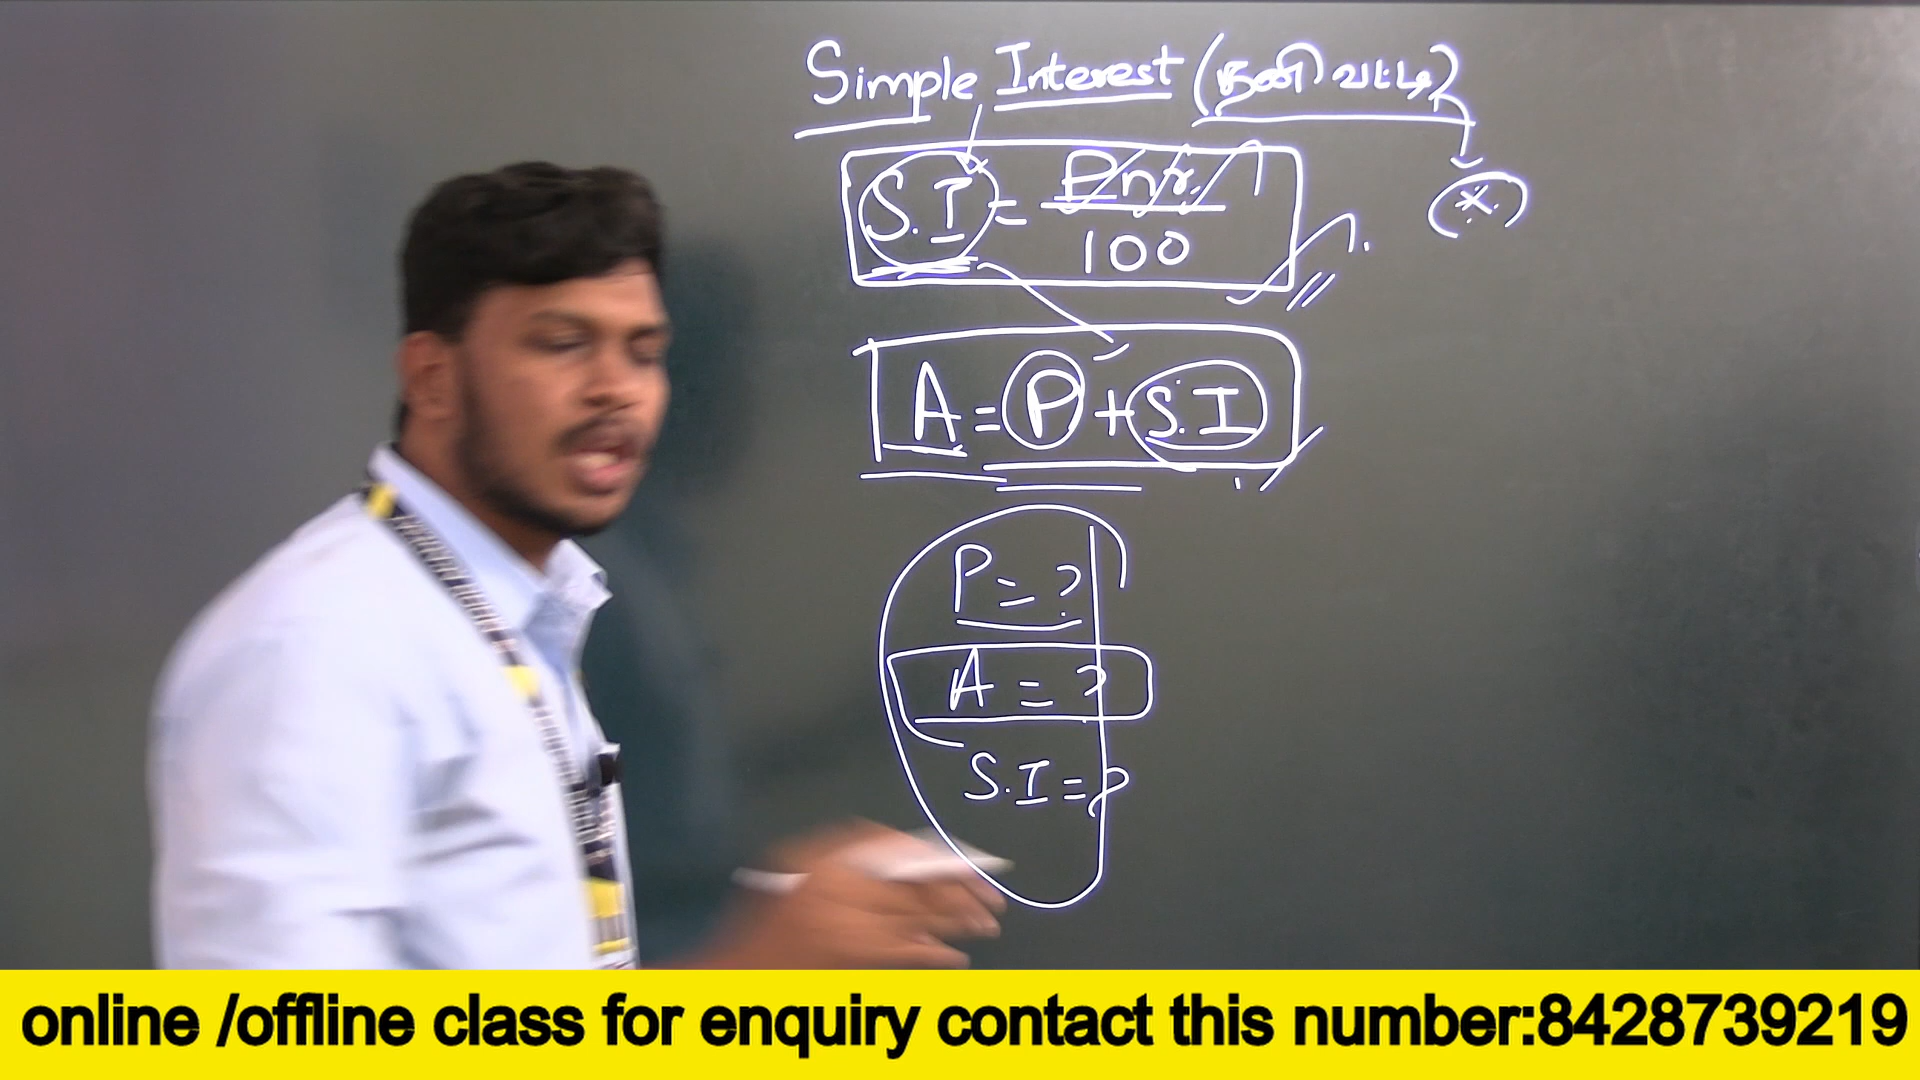 Simple Interest (தனி வட்டி)
S.I = Pnr
100
A = P + S.I
P = ?
A = ?
S.I = ?
online /offline class for enquiry contact this number:8428739219